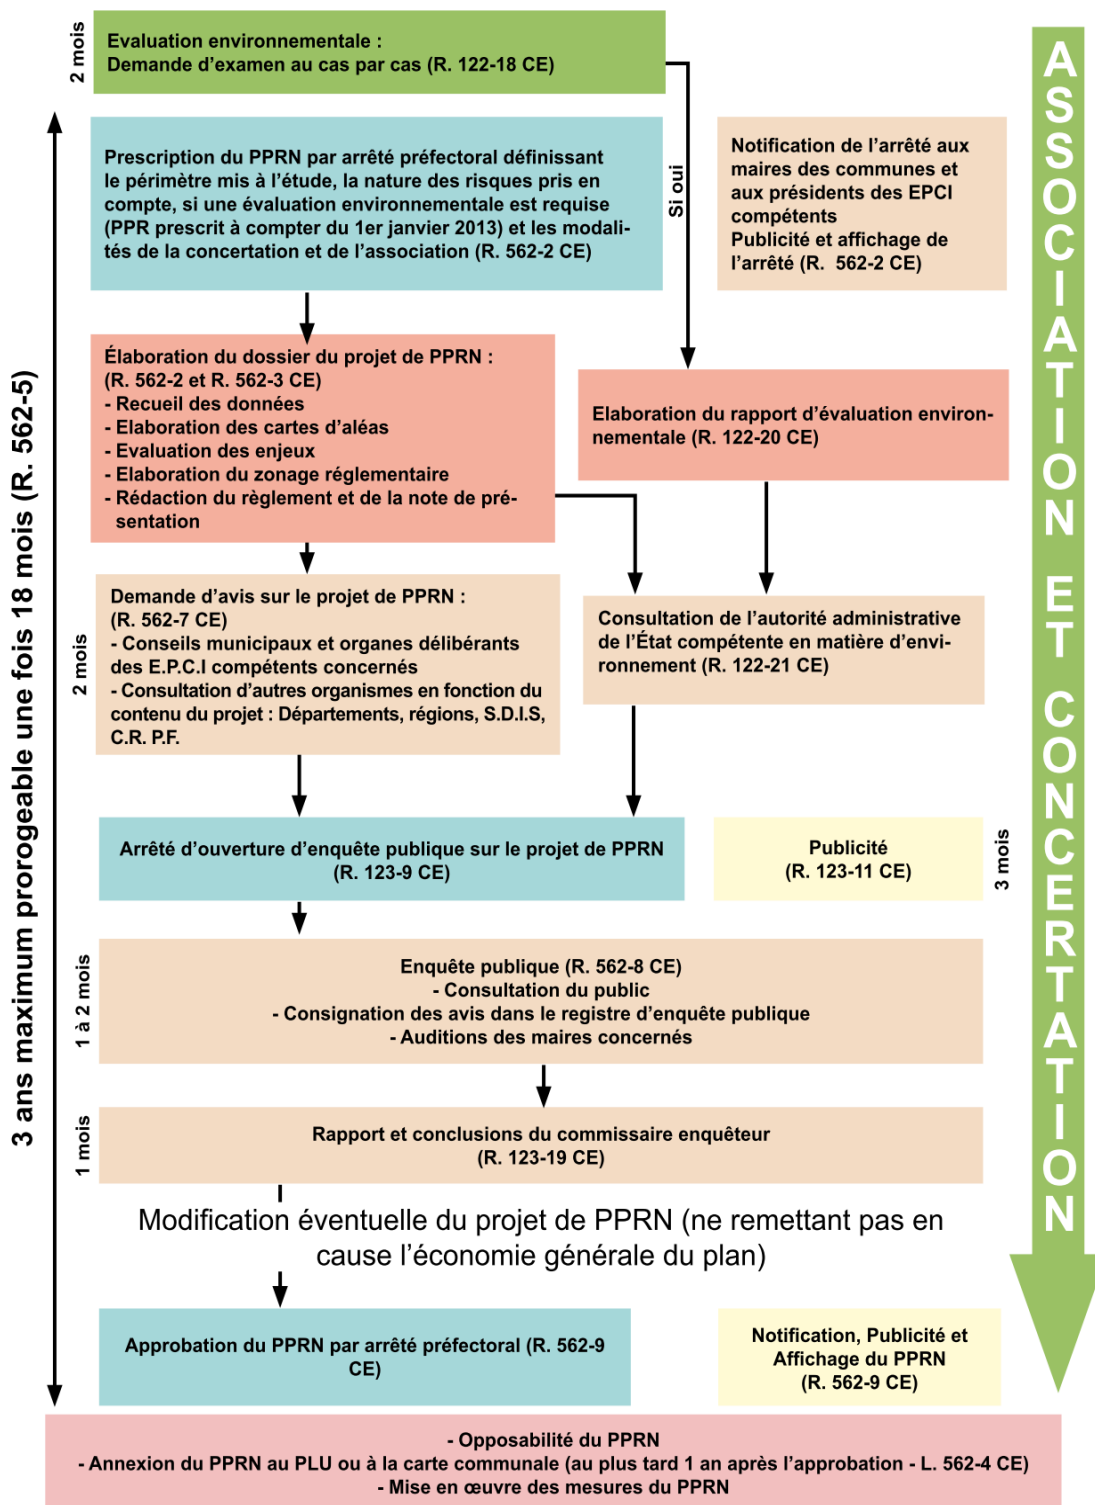 2 mois
Evaluation environnementale :
Demande d'examen au cas par cas (R. 122-18 CE)
3 ans maximum prorogeable une fois 18 mois (R. 562-5)
Prescription du PPRN par arrêté préfectoral définissant
le périmètre mis à l'étude, la nature des risques pris en
compte, si une évaluation environnementale est requise
(PPR prescrit à compter du 1er janvier 2013) et les modali-
tés de la concertation et de l'association (R. 562-2 CE)
Si oui
Notification de l'arrêté aux
maires des communes et
aux présidents des EPCI
compétents
Publicité et affichage de
l'arrêté (R. 562-2 CE)
Élaboration du dossier du projet de PPRN :
(R. 562-2 et R. 562-3 CE)
- Recueil des données
- Elaboration des cartes d'aléas
- Evaluation des enjeux
- Elaboration du zonage réglementaire
- Rédaction du règlement et de la note de pré-
sentation
Elaboration du rapport d'évaluation environ-
nementale (R. 122-20 CE)
2 mois
Demande d'avis sur le projet de PPRN :
(R. 562-7 CE)
- Conseils municipaux et organes délibérants
des E.P.C.I compétents concernés
- Consultation d'autres organismes en fonction du
contenu du projet : Départements, régions, S.D.I.S,
C.R. P.F.
Consultation de l'autorité administrative
de l'État compétente en matière d'envi-
ronnement (R. 122-21 CE)
Arrêté d'ouverture d'enquête publique sur le projet de PPRN
(R. 123-9 CE)
Publicité
(R. 123-11 CE)
3 mois
1 à 2 mois
Enquête publique (R. 562-8 CE)
- Consultation du public
- Consignation des avis dans le registre d'enquête publique
- Auditions des maires concernés
1 mois
Rapport et conclusions du commissaire enquêteur
(R. 123-19 CE)
Modification éventuelle du projet de PPRN (ne remettant pas en
cause l'économie générale du plan)
Approbation du PPRN par arrêté préfectoral (R. 562-9
CE)
Notification, Publicité et
Affichage du PPRN
(R. 562-9 CE)
- Opposabilité du PPRN
- Annexion du PPRN au PLU ou à la carte communale (au plus tard 1 an après l'approbation - L. 562-4 CE)
- Mise en œuvre des mesures du PPRN
ASSOCIATION ET CONCERTATION